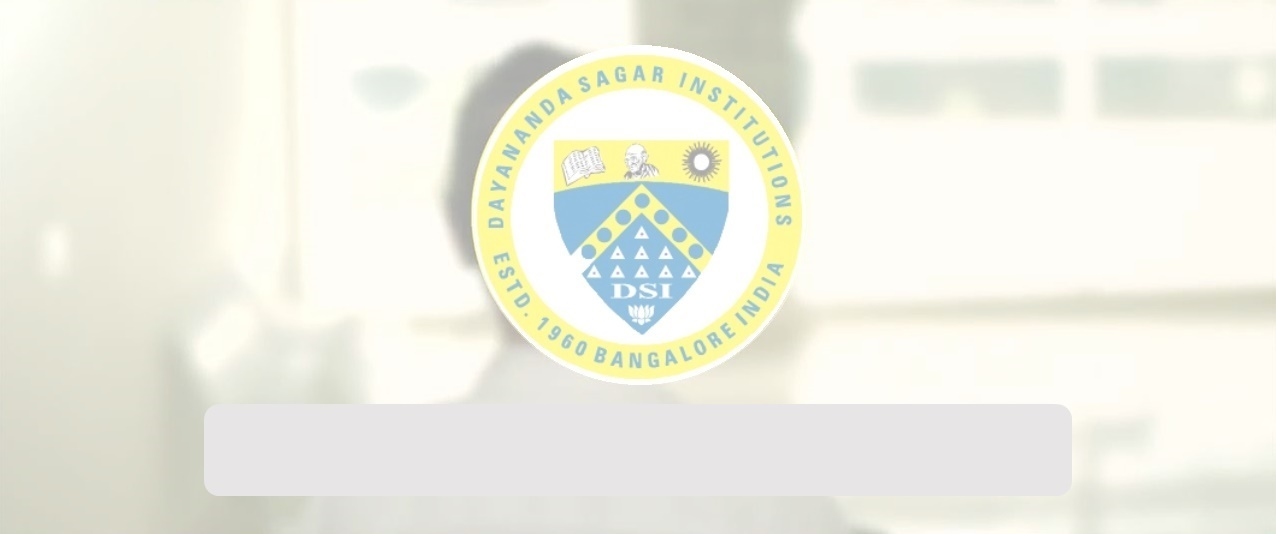 DAYANANDA SAGAR INSTITUTIONS
ESTD. 1960 BANGALORE INDIA
DSI